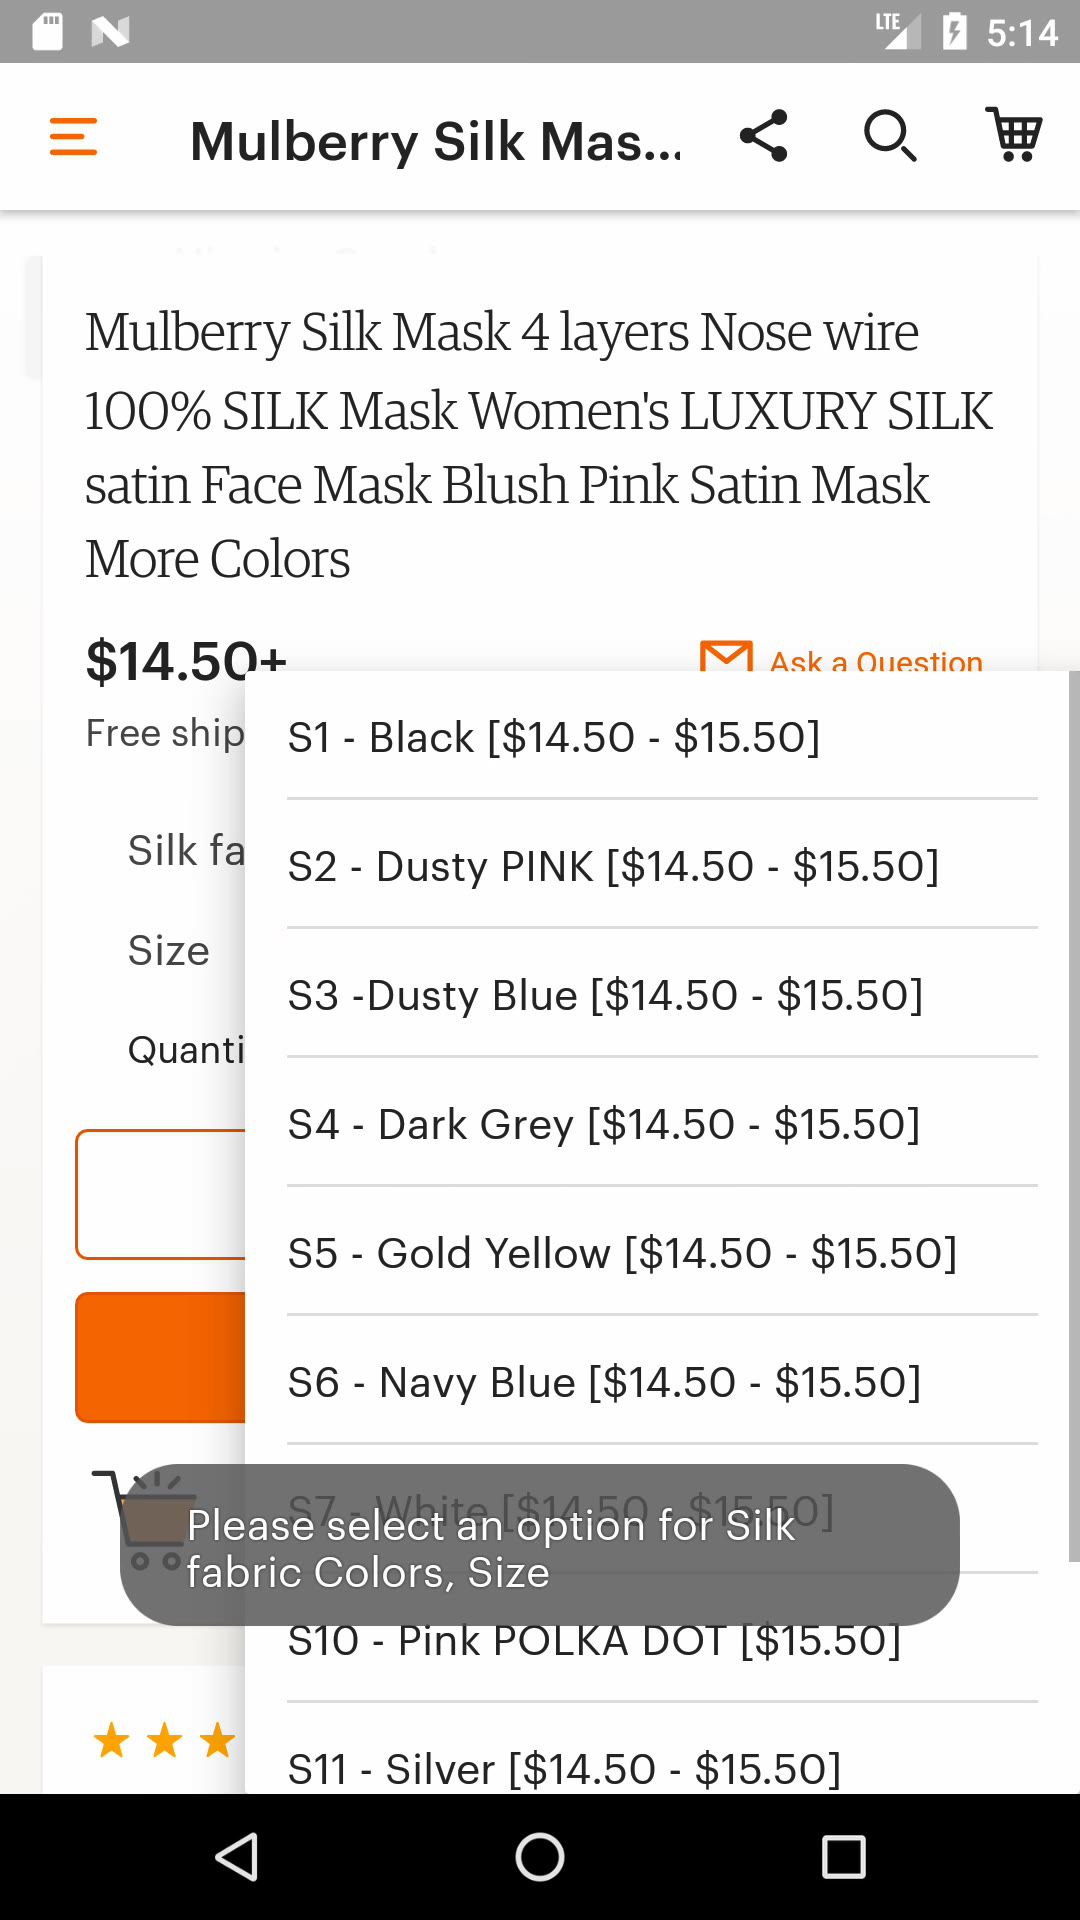 LTE 5:14
Mulberry Silk Mas...
Mulberry Silk Mask 4 layers Nose wire
100% SILK Mask Women's LUXURY SILK
satin Face Mask Blush Pink Satin Mask
More Colors
$14.50+
Ask a Question
Free ship
S1 - Black [$14.50 - $15.50]
Silk fa
S2 - Dusty PINK [$14.50 - $15.50]
Size
S3 -Dusty Blue [$14.50 - $15.50]
Quanti
S4 - Dark Grey [$14.50 - $15.50]
S5 - Gold Yellow [$14.50 - $15.50]
S6 - Navy Blue [$14.50 - $15.50]
S7 - White [$14.50 - $15.50]
Please select an option for Silk
fabric Colors, Size
S10 - Pink POLKA DOT [$15.50]
S11 - Silver [$14.50 - $15.50]